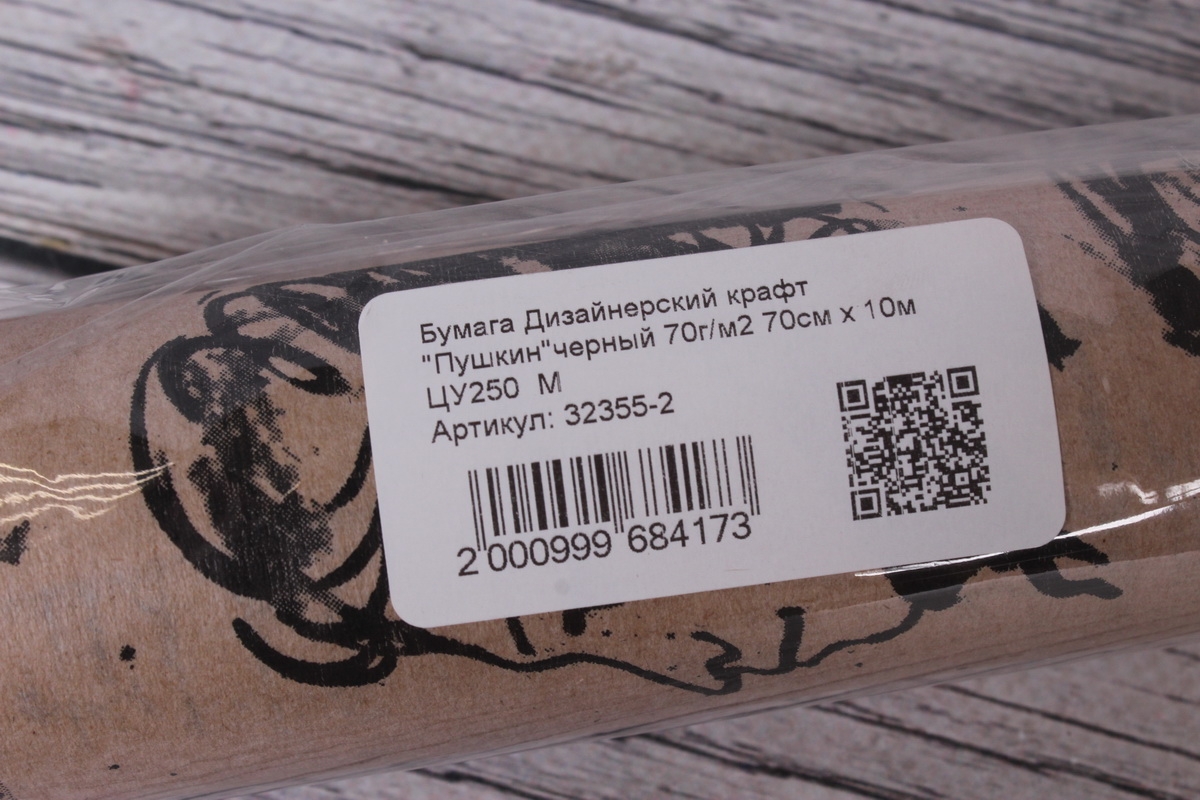 Бумага Дизайнерский крафт
"Пушкин"черный 70г/м2 70см х 10м
ЦУ250 М
Артикул: 32355-2
2 000999 684173